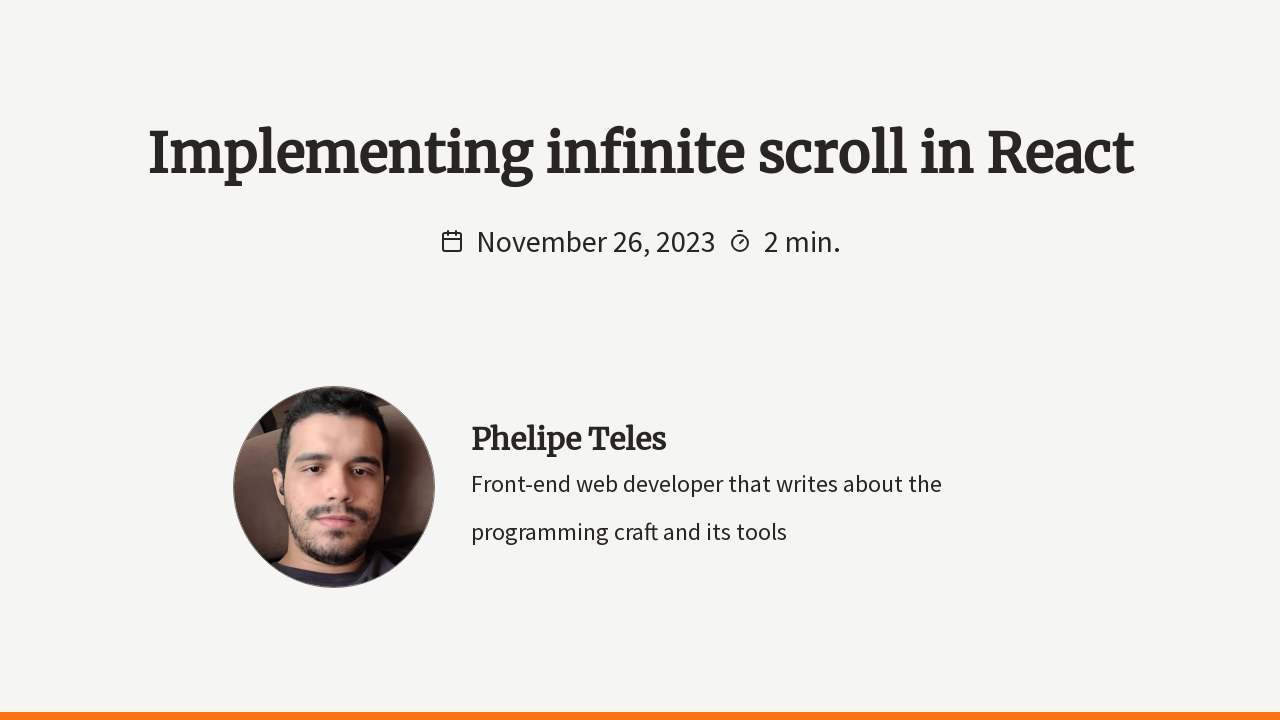 Implementing infinite scroll in React
November 26, 2023 2 min.
Phelipe Teles
Front-end web developer that writes about the
programming craft and its tools